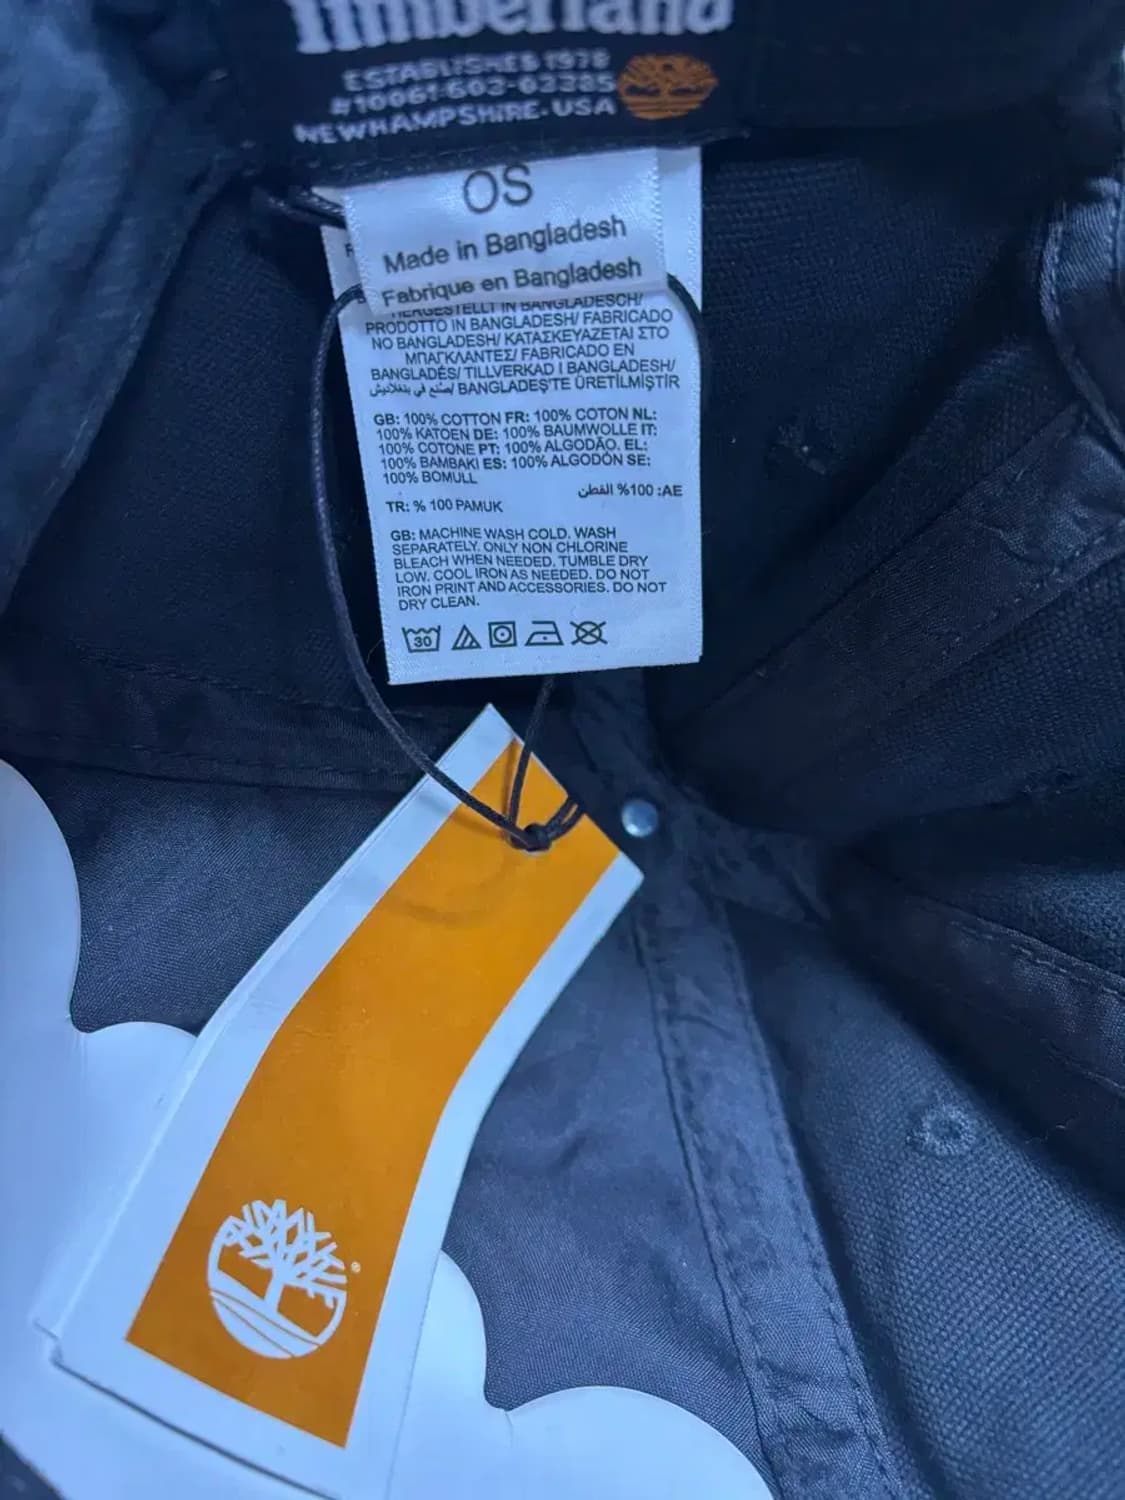 Timberland
ESTABLISHED 1978
#10061-603-03385
NEWHAMPSHIRE·USA
OS
Made in Bangladesh
Fabrique en Bangladesh
HERGESTELLT IN BANGLADESCH/
PRODOTTO IN BANGLADESH/ FABRICADO
NO BANGLADESH/ ΚΑΤΑΣΚΕΥΑΖΕΤΑΙ ΣΤΟ
ΜΠΑΓΚΛΑΝΤΕΣ/ FABRICADO EN
BANGLADÉS/ TILLVERKAD I BANGLADESH/
صنع في بنغلاديش/ BANGLADEŞ'TE ÜRETİLMİŞTİR
GB: 100% COTTON FR: 100% COTON NL:
100% KATOEN DE: 100% BAUMWOLLE IT:
100% COTONE PT: 100% ALGODÃO. EL:
100% ΒΑΜΒΑΚΙ ES: 100% ALGODÓN SE:
100% BOMULL
AE: 100% القطن
TR: % 100 PAMUK
GB: MACHINE WASH COLD. WASH
SEPARATELY. ONLY NON CHLORINE
BLEACH WHEN NEEDED. TUMBLE DRY
LOW. COOL IRON AS NEEDED. DO NOT
IRON PRINT AND ACCESSORIES. DO NOT
DRY CLEAN.
30